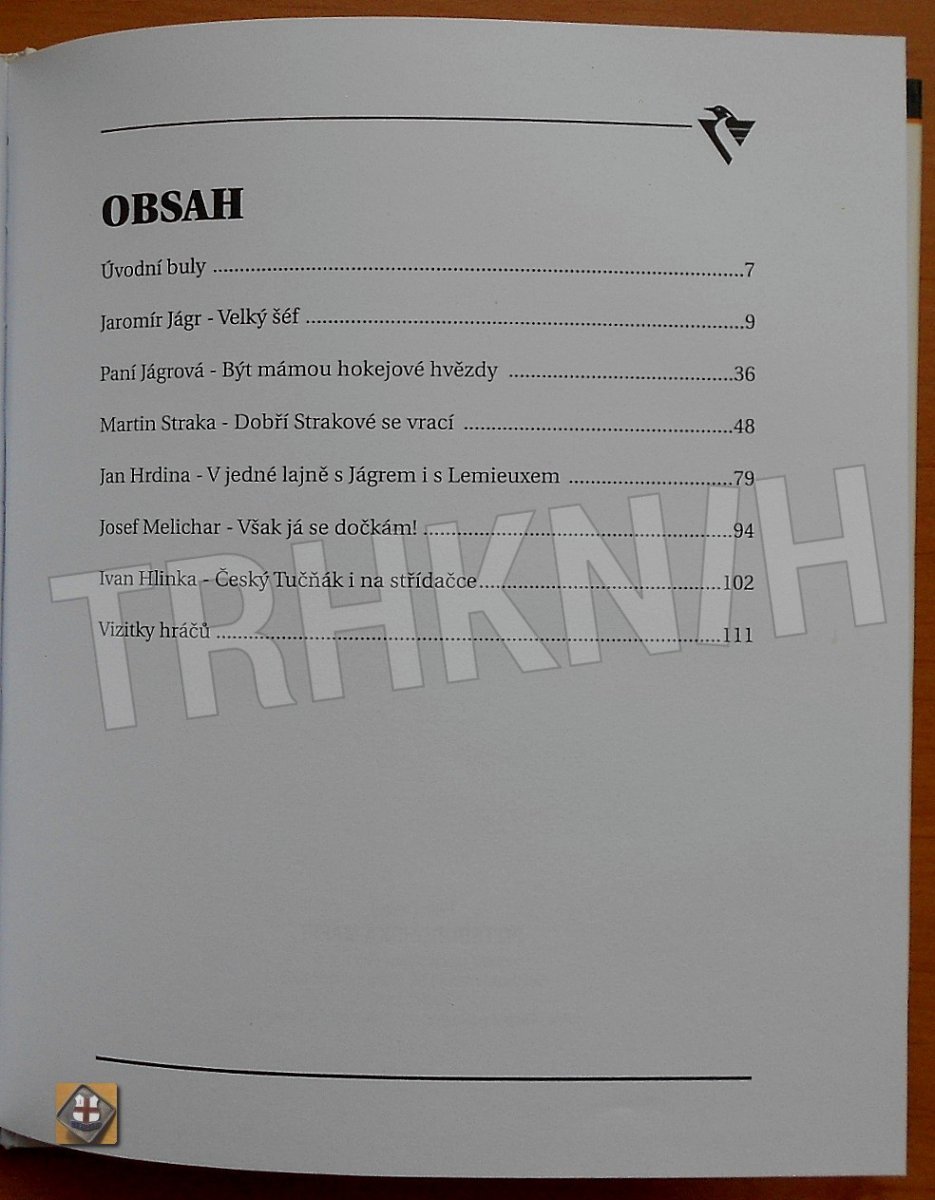 OBSAH
Úvodní buly ........................................................................................................7
Jaromír Jágr - Velký šéf ......................................................................................9
Paní Jágrová - Být mámou hokejové hvězdy ...........................................36
Martin Straka - Dobří Strakové se vrací ....................................................48
Jan Hrdina - V jedné lajně s Jágrem i s Lemieuxem ................................79
Josef Melichar - Však já se dočkám! ............................................................94
Ivan Hlinka - Český Tučňák i na střídačce...............................................102
Vizitky hráčů ..................................................................................................111
TRHKNIH